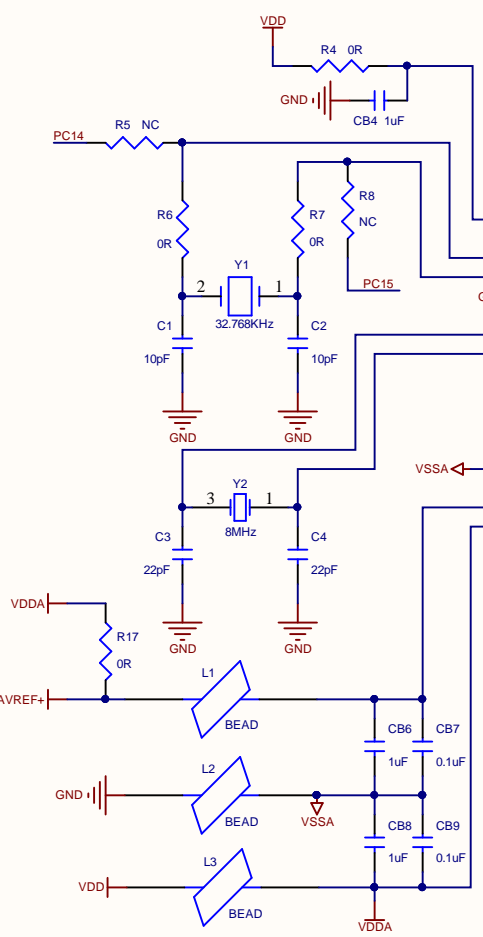 VDD
R4 0R
GND
CB4 1uF
R5 NC
PC14
R6
0R
R7
0R
R8
NC
Y1
2
1
32.768KHz
PC15
C1
10pF
C2
10pF
GND
GND
VSSA
Y2
3
1
8MHz
C3
22pF
C4
22pF
VDDA
GND
GND
R17
0R
L1
AVREF+
BEAD
CB6
1uF
CB7
0.1uF
L2
GND
BEAD
VSSA
CB8
1uF
CB9
0.1uF
L3
VDD
BEAD
VDDA